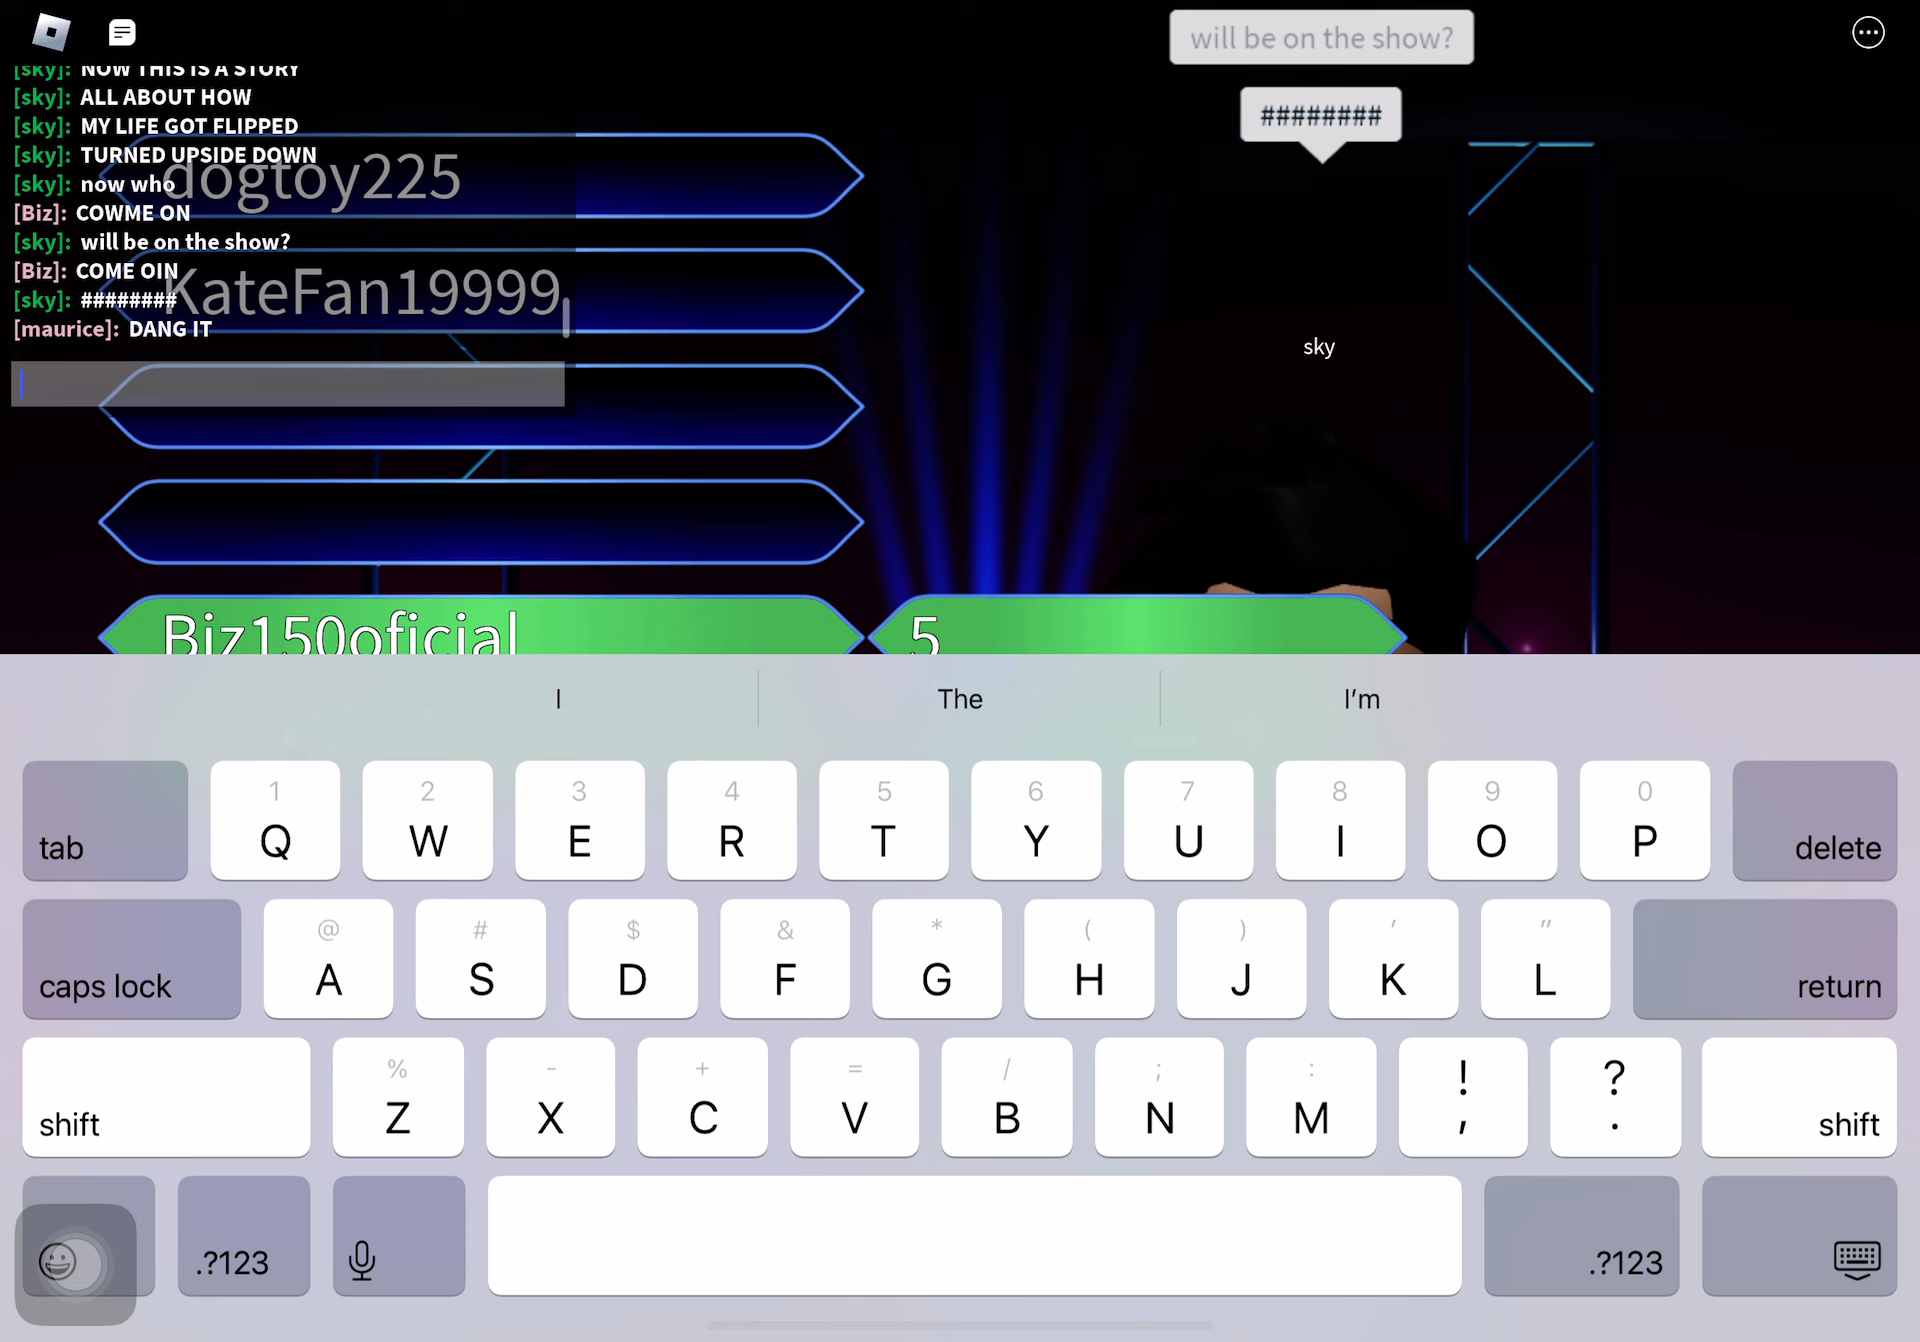 will be on the show?
########
[sky]: NOW THIS IS A STORY
[sky]: ALL ABOUT HOW
[sky]: MY LIFE GOT FLIPPED
[sky]: TURNED UPSIDE DOWN
[sky]: now who
[Biz]: COWME ON
[sky]: will be on the show?
[Biz]: COME OIN
[sky]: ########
[maurice]: DANG IT
dogtoy225
KateFan19999
sky
Biz150oficial
5
I The I'm
tab 1 Q 2 W 3 E 4 R 5 T 6 Y 7 U 8 I 9 O 0 P delete
caps lock @ A # S $ D & F * G ( H ) J ' K " L return
shift % Z - X + C = V / B ; N : M ! , ? . shift
.?123 .?123